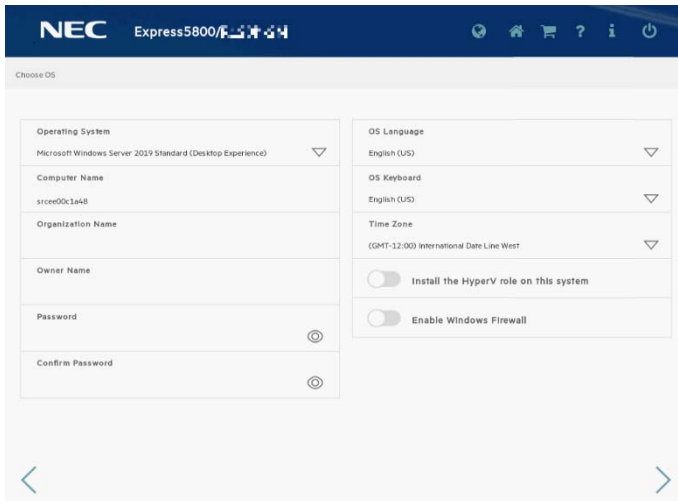 NEC Express5800/
? i
Choose OS
Operating System
Microsoft Windows Server 2019 Standard (Desktop Experience)
Computer Name
srcee00c1a48
Organization Name
Owner Name
Password
Confirm Password
OS Language
English (US)
OS Keyboard
English (US)
Time Zone
(GMT-12:00) International Date Line West
Install the HyperV role on this system
Enable Windows Firewall